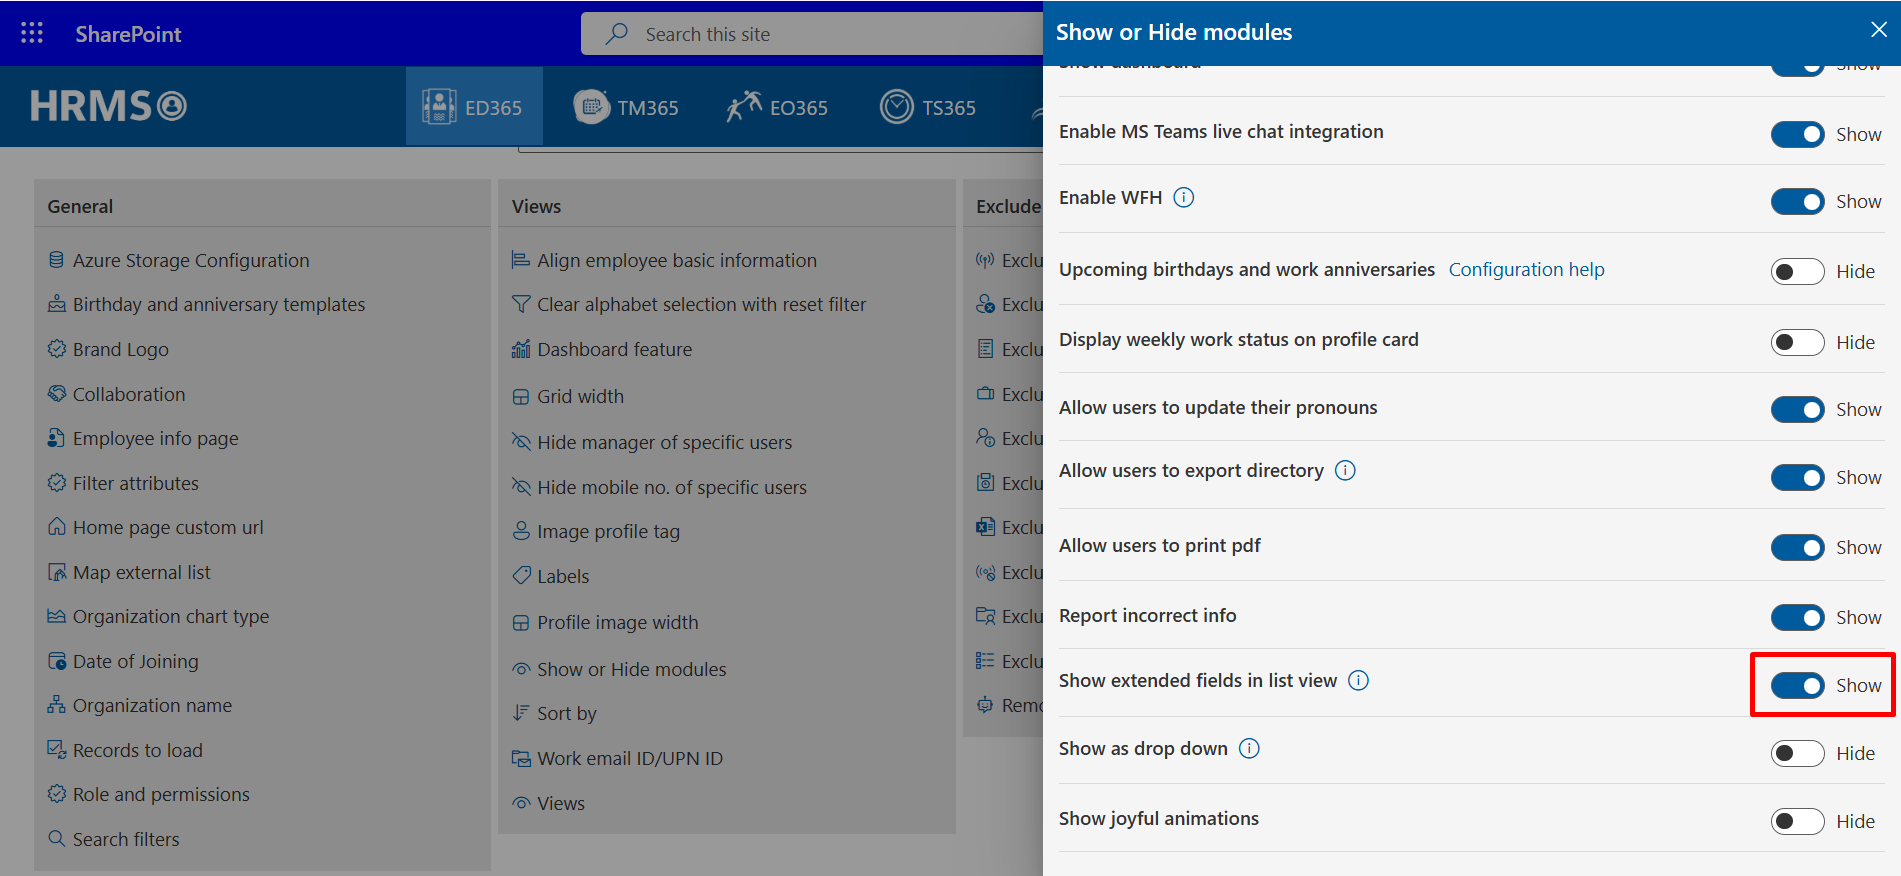 SharePoint
Search this site
Show or Hide modules
HRMS
ED365
TM365
EO365
TS365
Show dashboard
Show
Enable MS Teams live chat integration
Show
Enable WFH
Show
Upcoming birthdays and work anniversaries Configuration help
Hide
Display weekly work status on profile card
Hide
Allow users to update their pronouns
Show
Allow users to export directory
Show
Allow users to print pdf
Show
Report incorrect info
Show
Show extended fields in list view
Show
Show as drop down
Hide
Show joyful animations
Hide
General
Azure Storage Configuration
Birthday and anniversary templates
Brand Logo
Collaboration
Employee info page
Filter attributes
Home page custom url
Map external list
Organization chart type
Date of Joining
Organization name
Records to load
Role and permissions
Search filters
Views
Align employee basic information
Clear alphabet selection with reset filter
Dashboard feature
Grid width
Hide manager of specific users
Hide mobile no. of specific users
Image profile tag
Labels
Profile image width
Show or Hide modules
Sort by
Work email ID/UPN ID
Views
Exclude
Exclu
Exclu
Exclu
Exclu
Exclu
Exclu
Exclu
Exclu
Exclu
Exclu
Remo